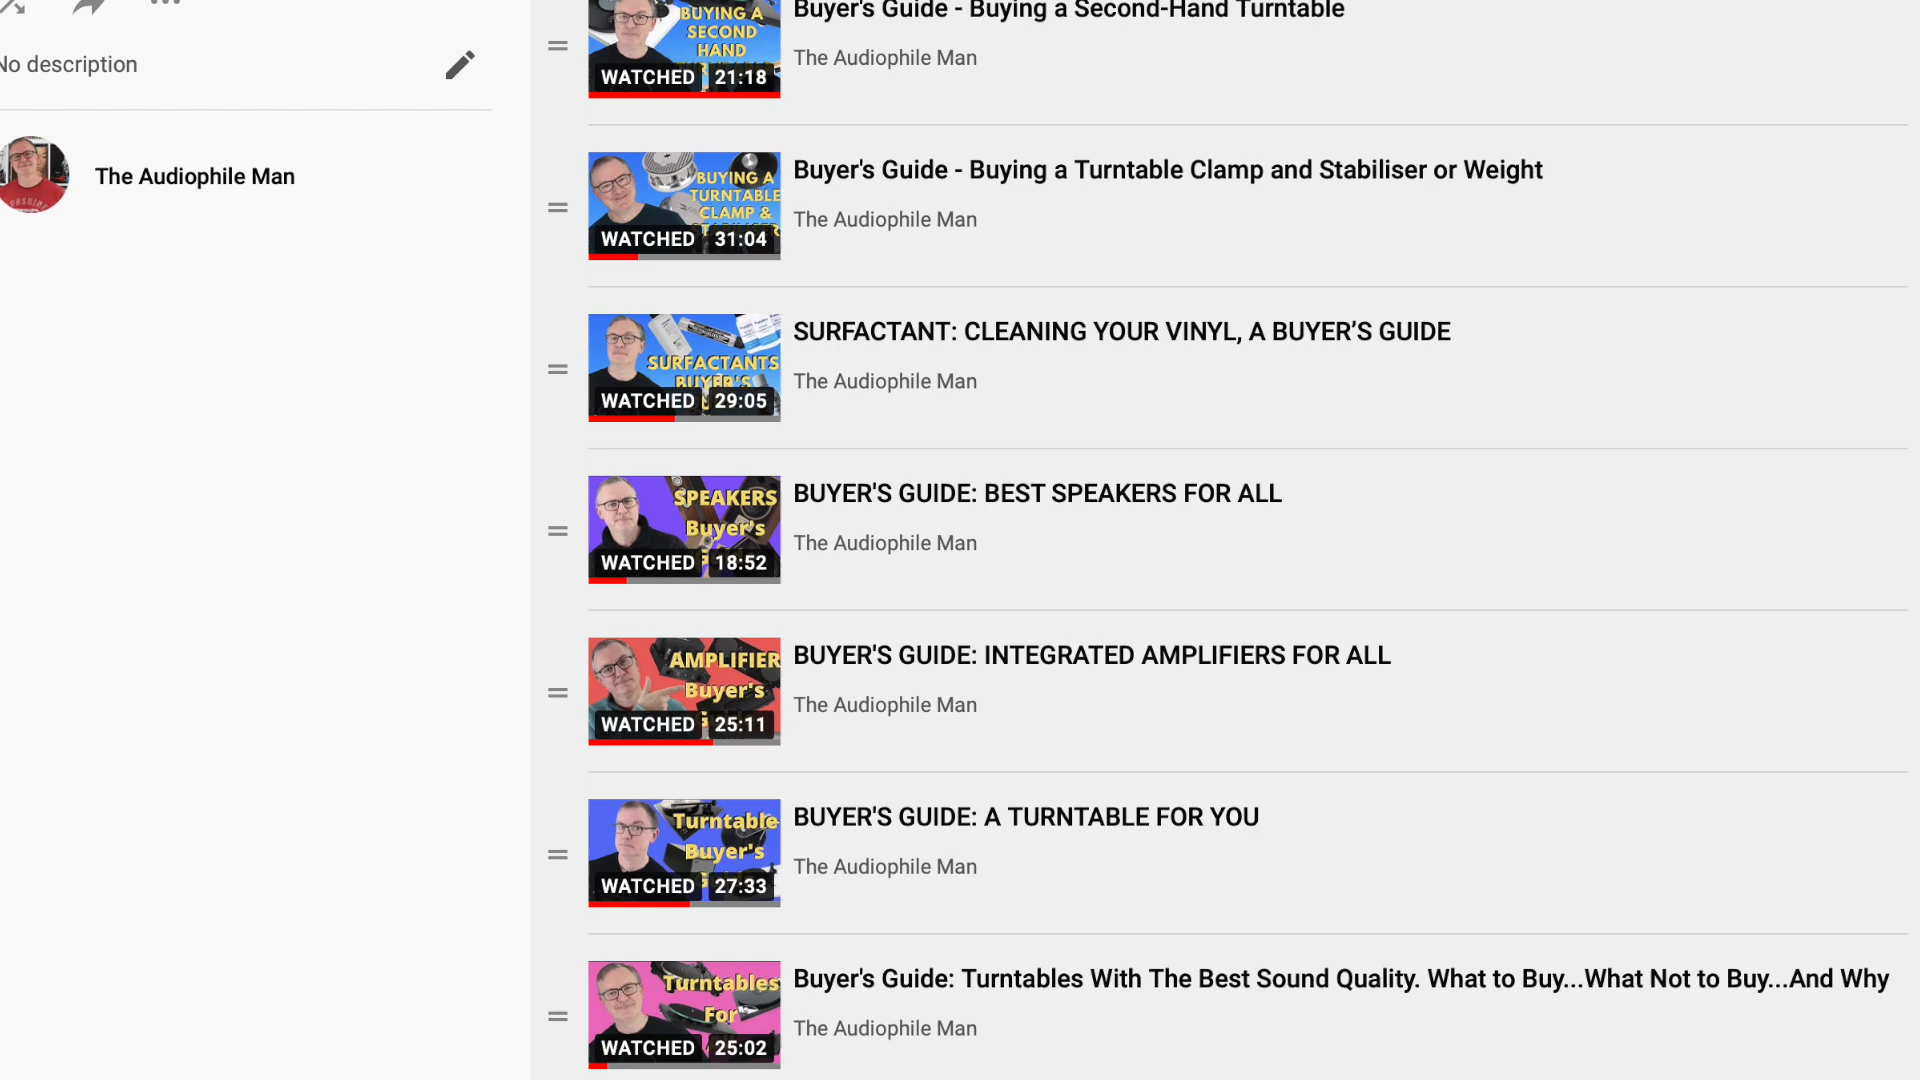 No description
The Audiophile Man
BUYING A
SECOND
HAND
WATCHED 21:18
Buyer's Guide - Buying a Second-Hand Turntable
The Audiophile Man
BUYING A
TURNTABLE
CLAMP &
WATCHED 31:04
Buyer's Guide - Buying a Turntable Clamp and Stabiliser or Weight
The Audiophile Man
SURFACTANTS
BUYER'S
WATCHED 29:05
SURFACTANT: CLEANING YOUR VINYL, A BUYER’S GUIDE
The Audiophile Man
SPEAKERS
Buyer's
WATCHED 18:52
BUYER'S GUIDE: BEST SPEAKERS FOR ALL
The Audiophile Man
AMPLIFIER
Buyer's
WATCHED 25:11
BUYER'S GUIDE: INTEGRATED AMPLIFIERS FOR ALL
The Audiophile Man
Turntable
Buyer's
WATCHED 27:33
BUYER'S GUIDE: A TURNTABLE FOR YOU
The Audiophile Man
Turntables
For
WATCHED 25:02
Buyer's Guide: Turntables With The Best Sound Quality. What to Buy...What Not to Buy...And Why
The Audiophile Man